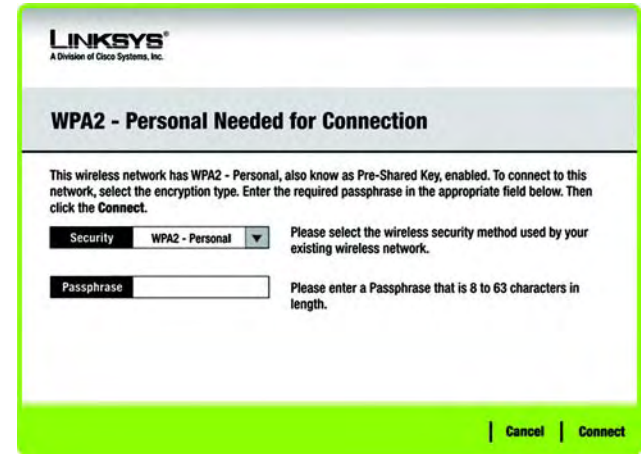 LINKSYS®
A Division of Cisco Systems, Inc.
WPA2 - Personal Needed for Connection
This wireless network has WPA2 - Personal, also know as Pre-Shared Key, enabled. To connect to this
network, select the encryption type. Enter the required passphrase in the appropriate field below. Then
click the Connect.
Security WPA2 - Personal
Please select the wireless security method used by your
existing wireless network.
Passphrase
Please enter a Passphrase that is 8 to 63 characters in
length.
Cancel Connect